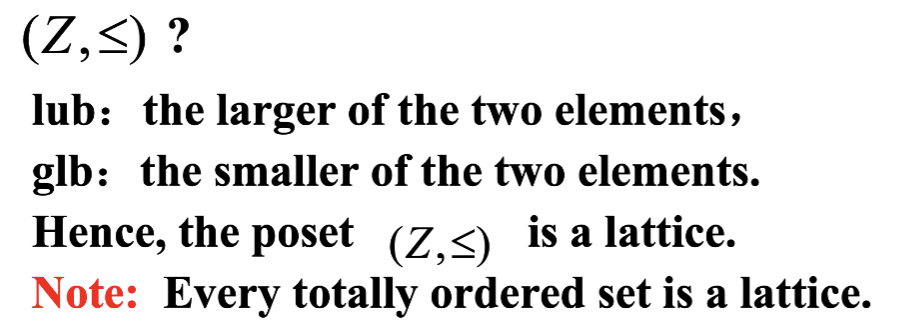 (Z,≤) ?
lub： the larger of the two elements，
glb： the smaller of the two elements.
Hence, the poset (Z,≤) is a lattice.
Note: Every totally ordered set is a lattice.